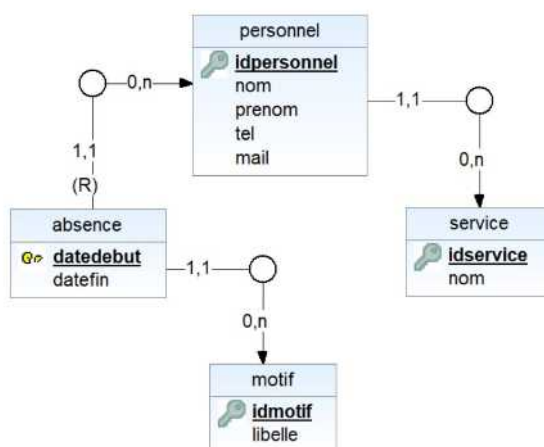 personnel
idpersonnel
nom
prenom
tel
mail
0,n
1,1
1,1
(R)
0,n
absence
datedebut
datefin
1,1
service
idservice
nom
0,n
motif
idmotif
libelle